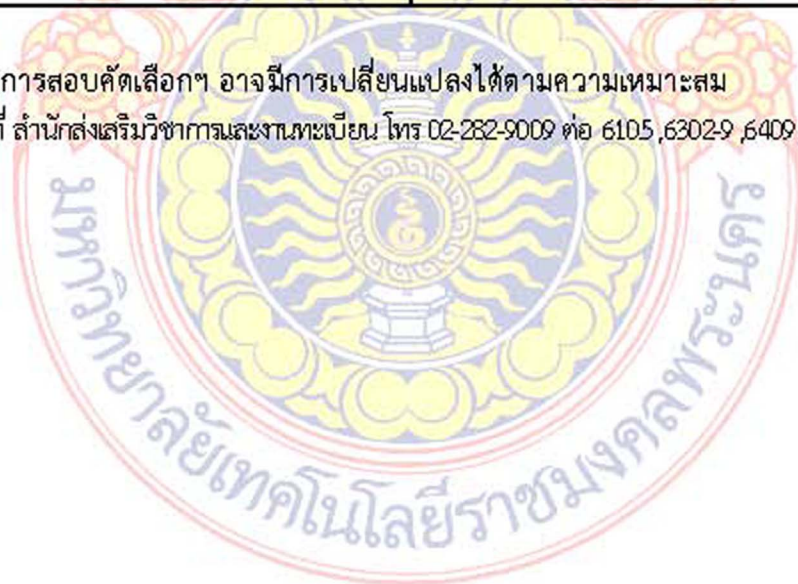 การสอบคัดเลือกฯ อาจมีการเปลี่ยนแปลงได้ตามความเหมาะสม
ที่ สำนักส่งเสริมวิชาการและงานทะเบียน โทร 02-282-9009 ต่อ 6105 ,6302-9 ,6409
มหาวิทยาลัยเทคโนโลยีราชมงคลพระนคร